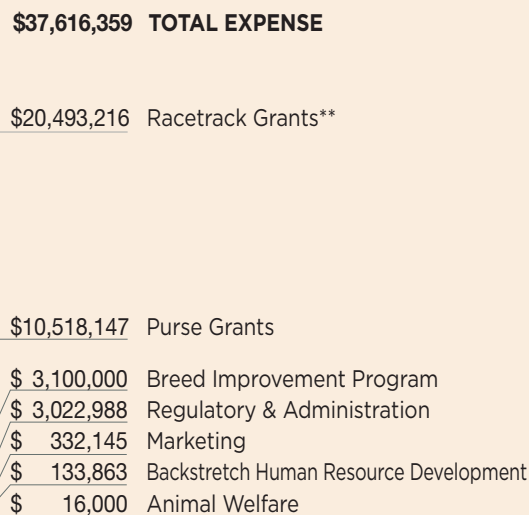 $37,616,359 TOTAL EXPENSE
$20,493,216 Racetrack Grants**
$10,518,147 Purse Grants
$ 3,100,000 Breed Improvement Program
$ 3,022,988 Regulatory & Administration
$ 332,145 Marketing
$ 133,863 Backstretch Human Resource Development
$ 16,000 Animal Welfare